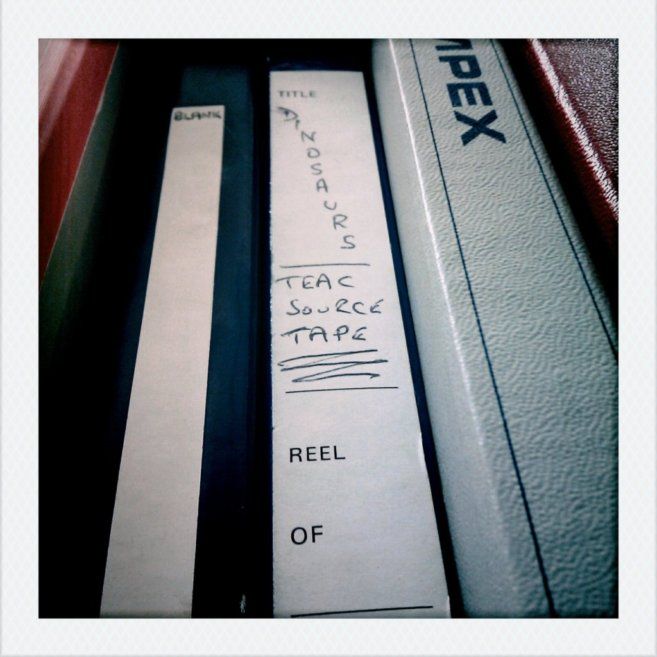 BLANK
TITLE
DINOSAURS
TEAC
SOURCE
TAPE
REEL
OF
MPEX